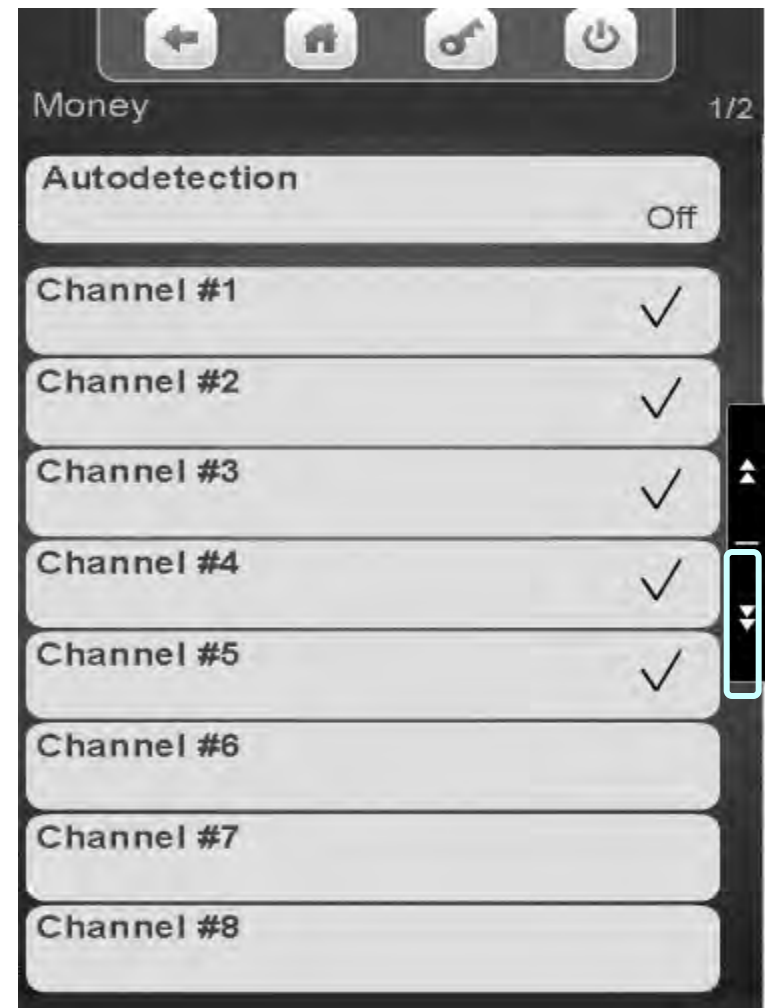 Money
1/2
Autodetection
Off
Channel #1
Channel #2
Channel #3
Channel #4
Channel #5
Channel #6
Channel #7
Channel #8